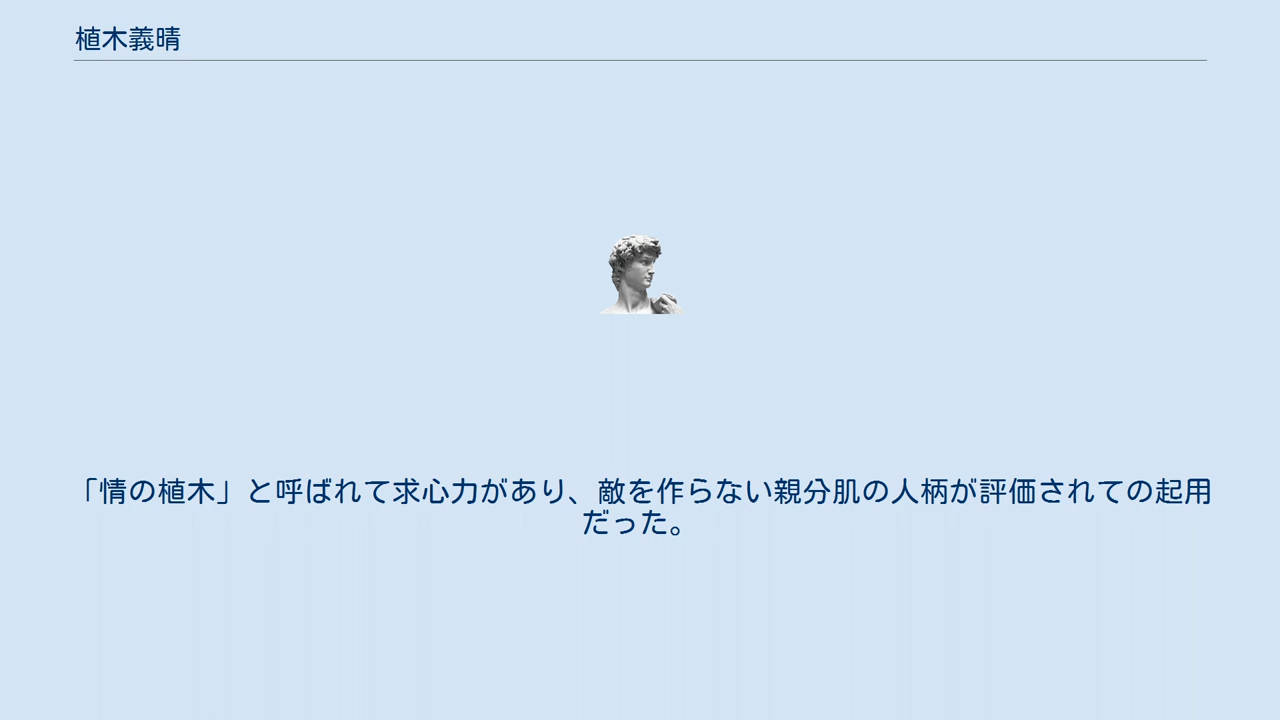 植木義晴
「情の植木」と呼ばれて求心力があり、敵を作らない親分肌の人柄が評価されての起用
だった。